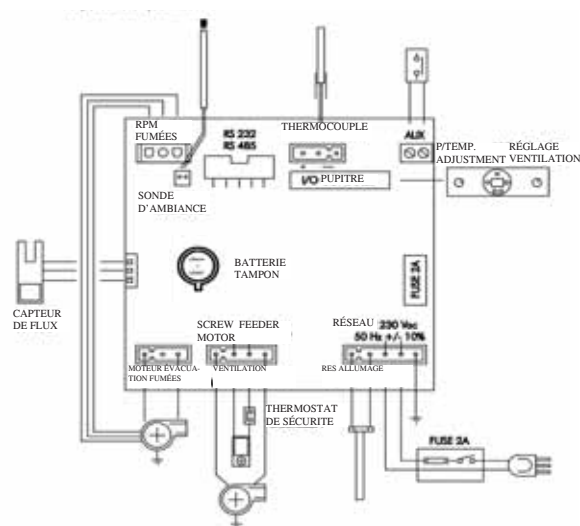 RPM
FUMÉES
RS 232
RS 485
THERMOCOUPLE
AUX
P/TEMP.
ADJUSTMENT
RÉGLAGE
VENTILATION
I/O PUPITRE
SONDE
D'AMBIANCE
BATTERIE
TAMPON
FUSE 2A
CAPTEUR
DE FLUX
SCREW FEEDER
MOTOR
RÉSEAU 230 Vac
50 Hz +/- 10%
MOTEUR ÉVACUA-
TION FUMÉES
VENTILATION
RES ALLUMAGE
THERMOSTAT
DE SÉCURITE
FUSE 2A